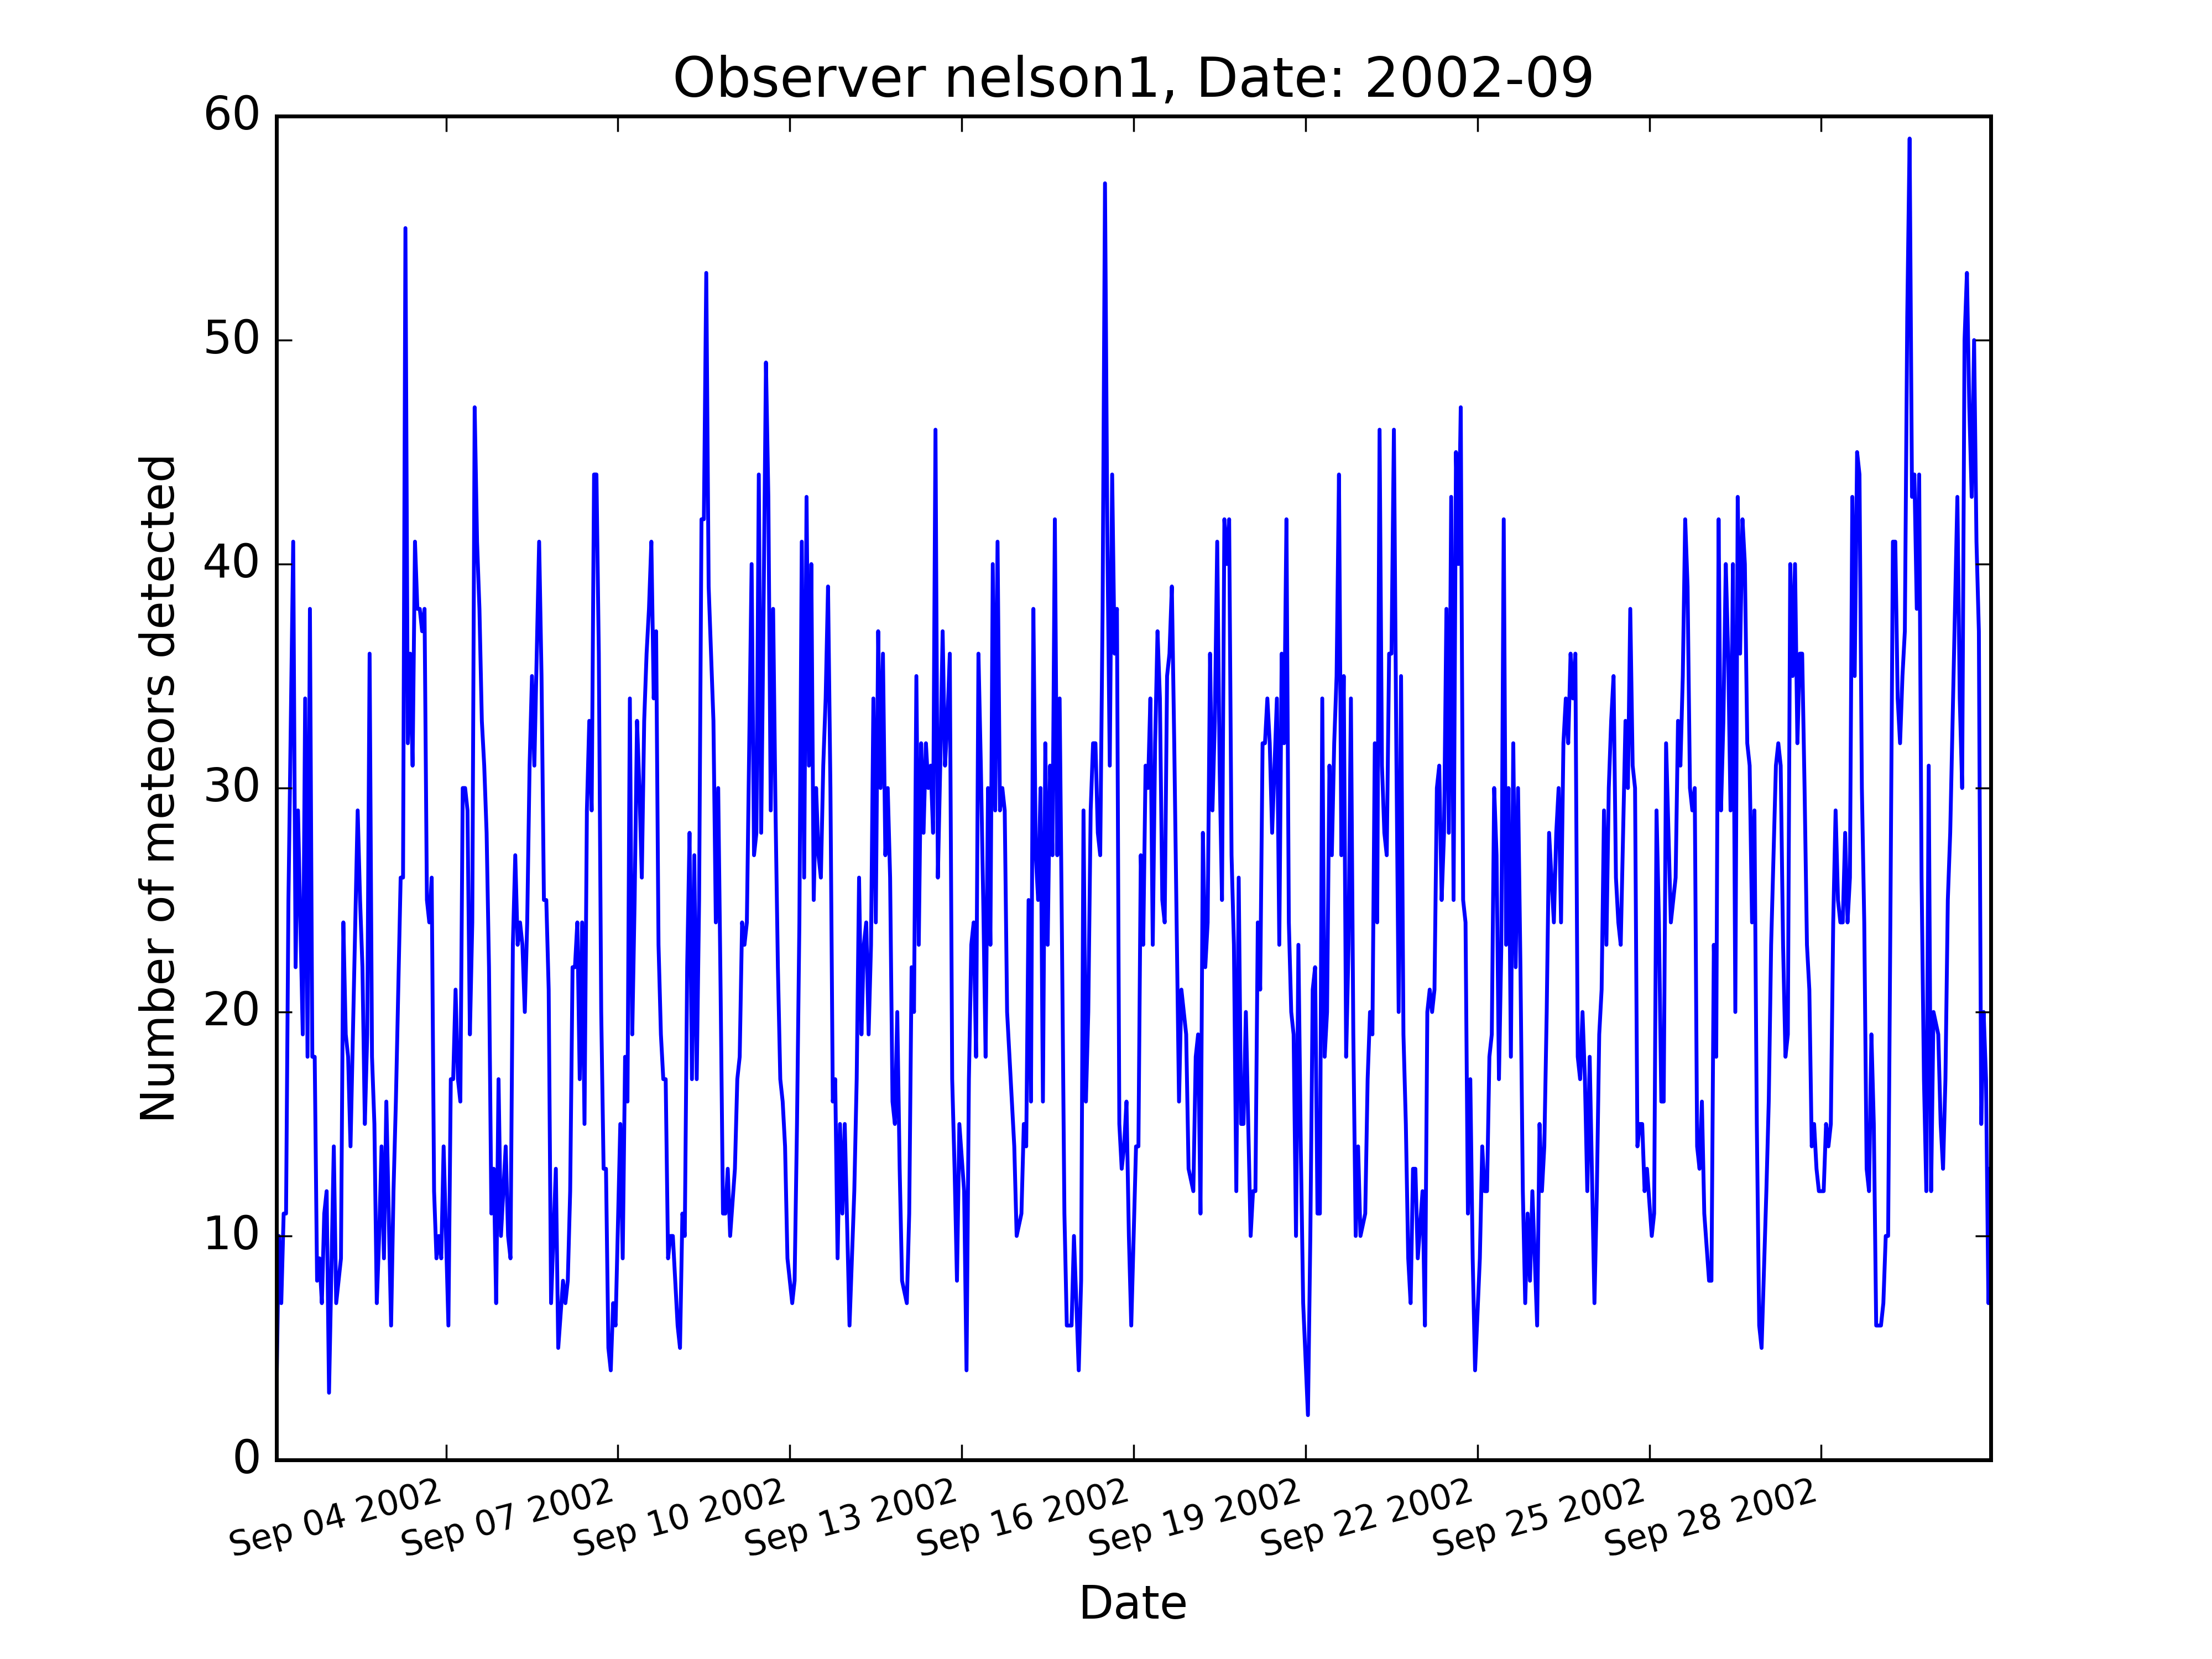 Observer nelson1, Date: 2002-09
Number of meteors detected
60
50
40
30
20
10
0
Sep 04 2002
Sep 07 2002
Sep 10 2002
Sep 13 2002
Sep 16 2002
Sep 19 2002
Sep 22 2002
Sep 25 2002
Sep 28 2002
Date